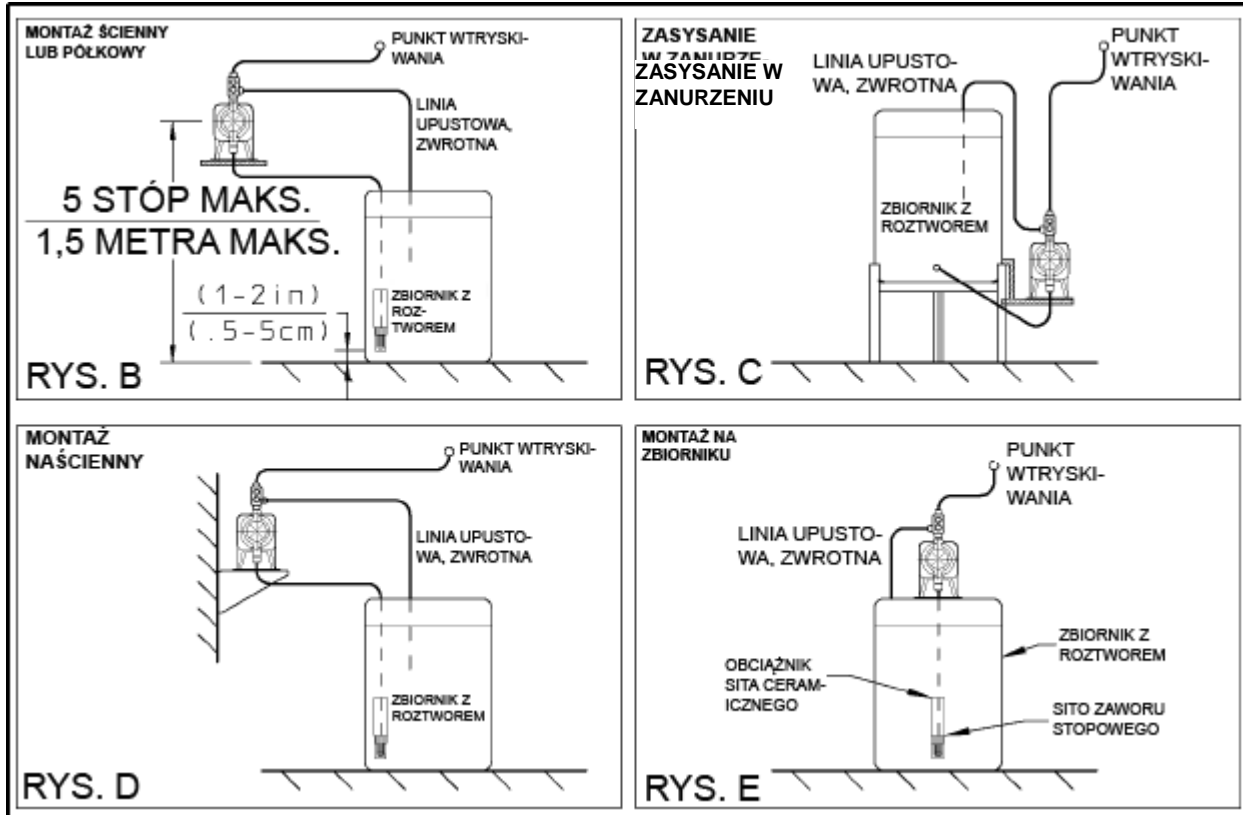 MONTAŻ ŚCIENNY
LUB PÓŁKOWY
PUNKT WTRYSKI-
WANIA
LINIA
UPUSTOWA,
ZWROTNA
5 STÓP MAKS.
1,5 METRA MAKS.
(1-2in)
(.5-5cm)
ZBIORNIK Z
ROZ-
TWOREM
RYS. B
ZASYSANIE
W ZANURZE-
ZASYSANIE W
ZANURZENIU
LINIA UPUSTO-
WA, ZWROTNA
PUNKT
WTRYSKI-
WANIA
ZBIORNIK Z
ROZTWOREM
RYS. C
MONTAŻ
NAŚCIENNY
PUNKT WTRYSKI-
WANIA
LINIA UPUSTO-
WA, ZWROTNA
ZBIORNIK Z
ROZTWOREM
RYS. D
MONTAŻ NA
ZBIORNIKU
PUNKT
WTRYSKI-
WANIA
LINIA UPUSTO-
WA, ZWROTNA
OBCIĄŻNIK
SITA CERAM-
ICZNEGO
ZBIORNIK Z
ROZTWOREM
SITO ZAWORU
STOPOWEGO
RYS. E